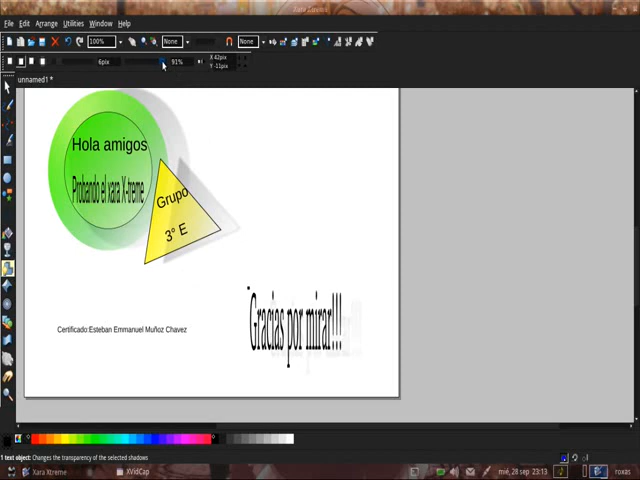 Xara Xtreme
File Edit Arrange Utilities Window Help
100% None None
6pix 91% X 42pix
Y -11pix
unnamed1 *
Hola amigos
Probando el xara X-treme
Grupo
3° E
Gracias por mirar!!!
Certificado:Esteban Emmanuel Muñoz Chavez
1 text object: Changes the transparency of the selected shadows
Xara Xtreme XVidCap mié, 28 sep 23:13 roxas